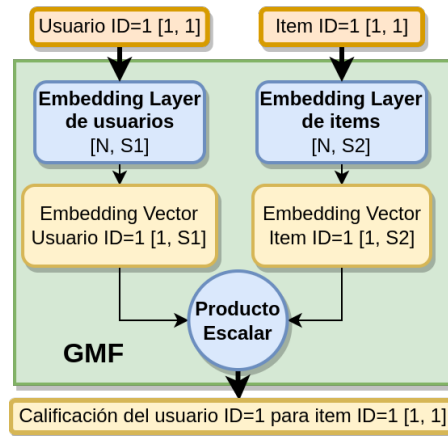 Usuario ID=1 [1, 1]
Item ID=1 [1, 1]
Embedding Layer
de usuarios
[N, S1]
Embedding Layer
de items
[N, S2]
Embedding Vector
Usuario ID=1 [1, S1]
Embedding Vector
Item ID=1 [1, S2]
Producto
Escalar
GMF
Calificación del usuario ID=1 para item ID=1 [1, 1]